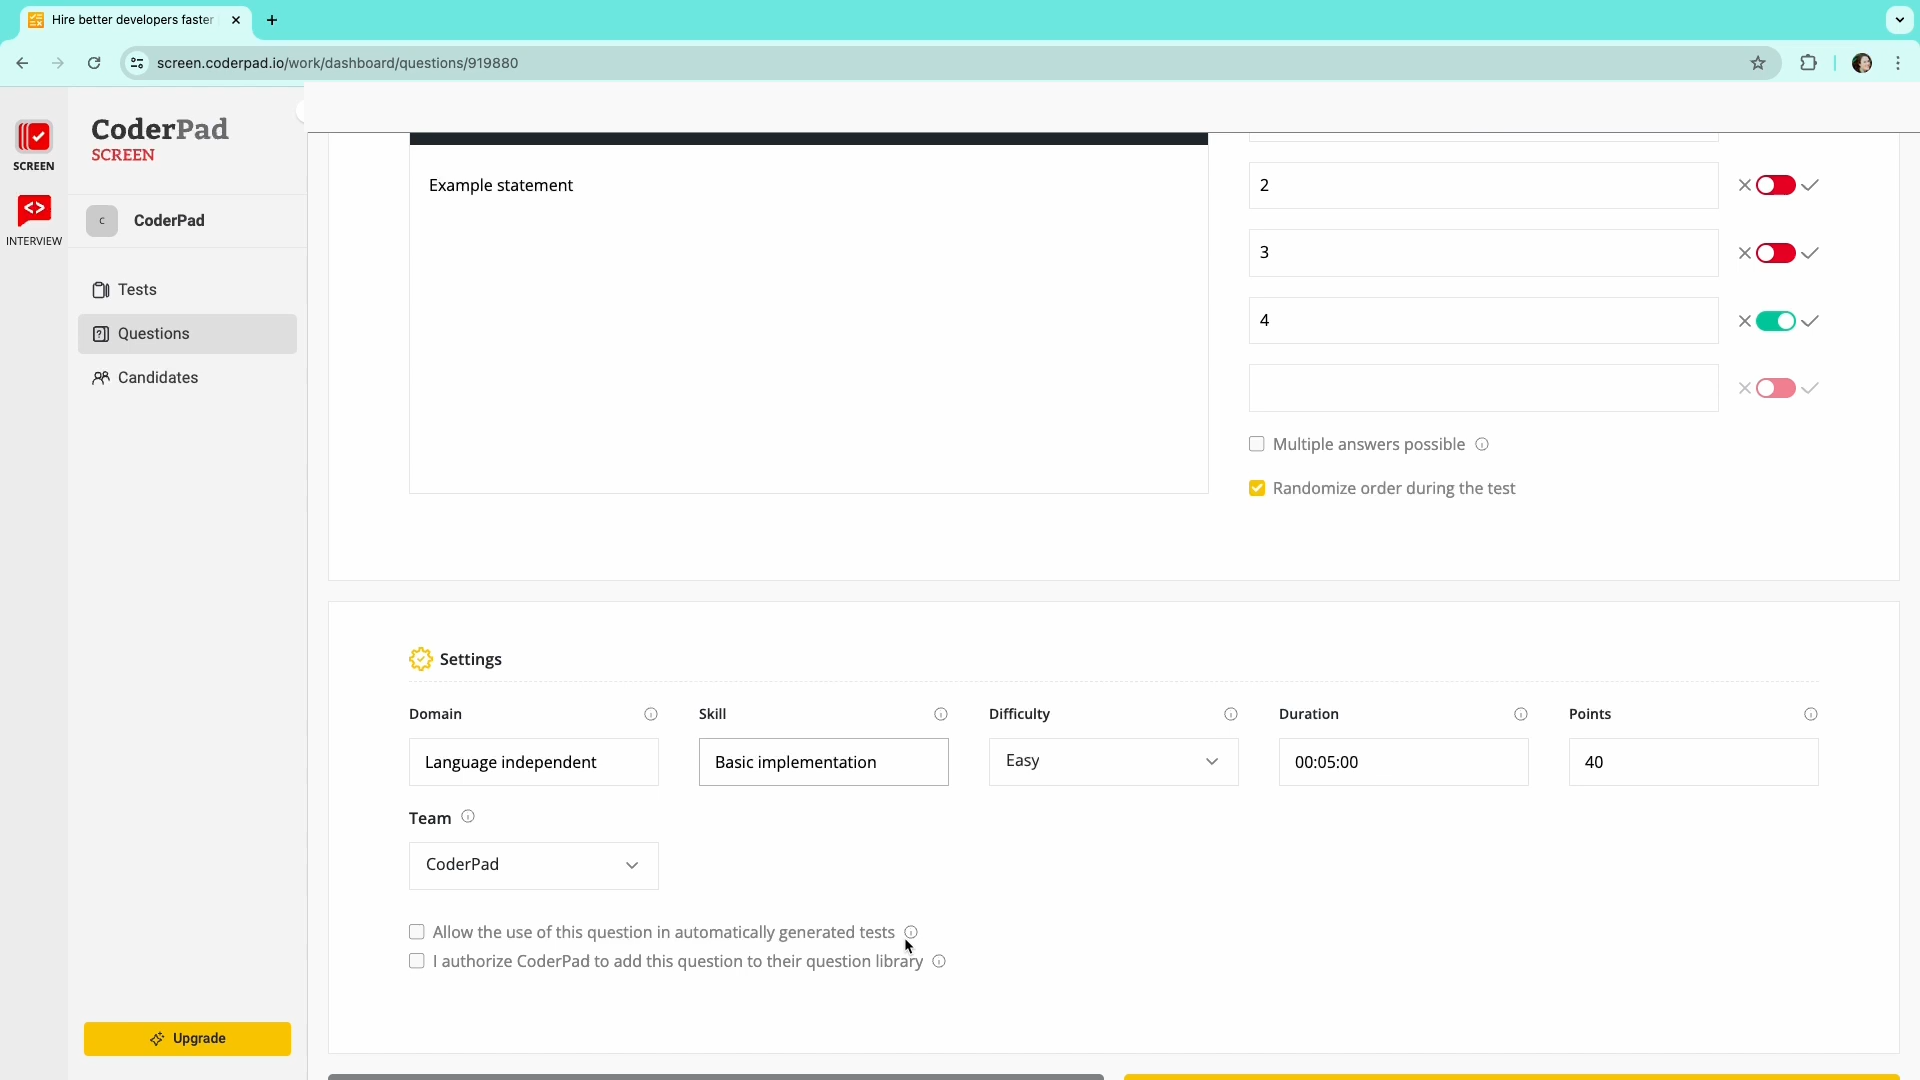 Hire better developers faster
screen.coderpad.io/work/dashboard/questions/919880
SCREEN
INTERVIEW
CoderPad
SCREEN
C
CoderPad
Tests
Questions
Candidates
Upgrade
Example statement
2
3
4
Multiple answers possible
Randomize order during the test
Settings
Domain
Skill
Difficulty
Duration
Points
Language independent
Basic implementation
Easy
00:05:00
40
Team
CoderPad
Allow the use of this question in automatically generated tests
I authorize CoderPad to add this question to their question library